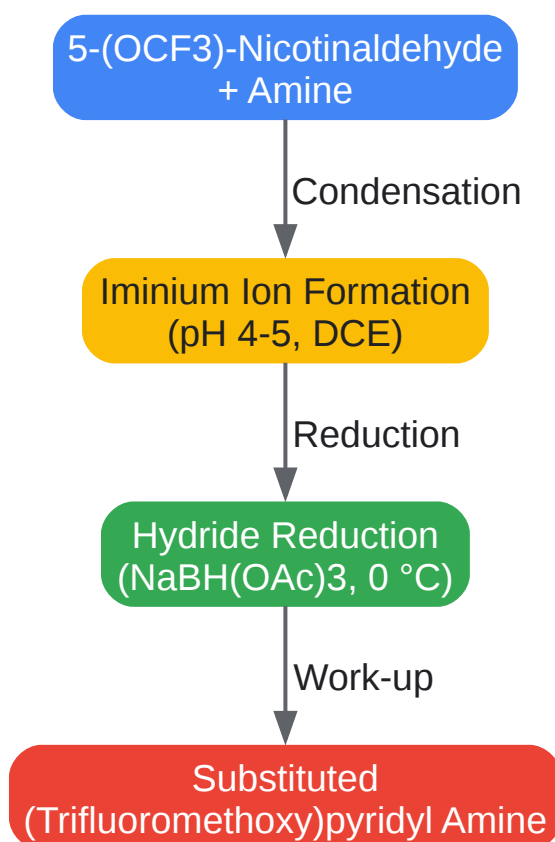 5-(OCF3)-Nicotinaldehyde
+ Amine
Condensation
Iminium Ion Formation
(pH 4-5, DCE)
Reduction
Hydride Reduction
(NaBH(OAc)3, 0 °C)
Work-up
Substituted
(Trifluoromethoxy)pyridyl Amine